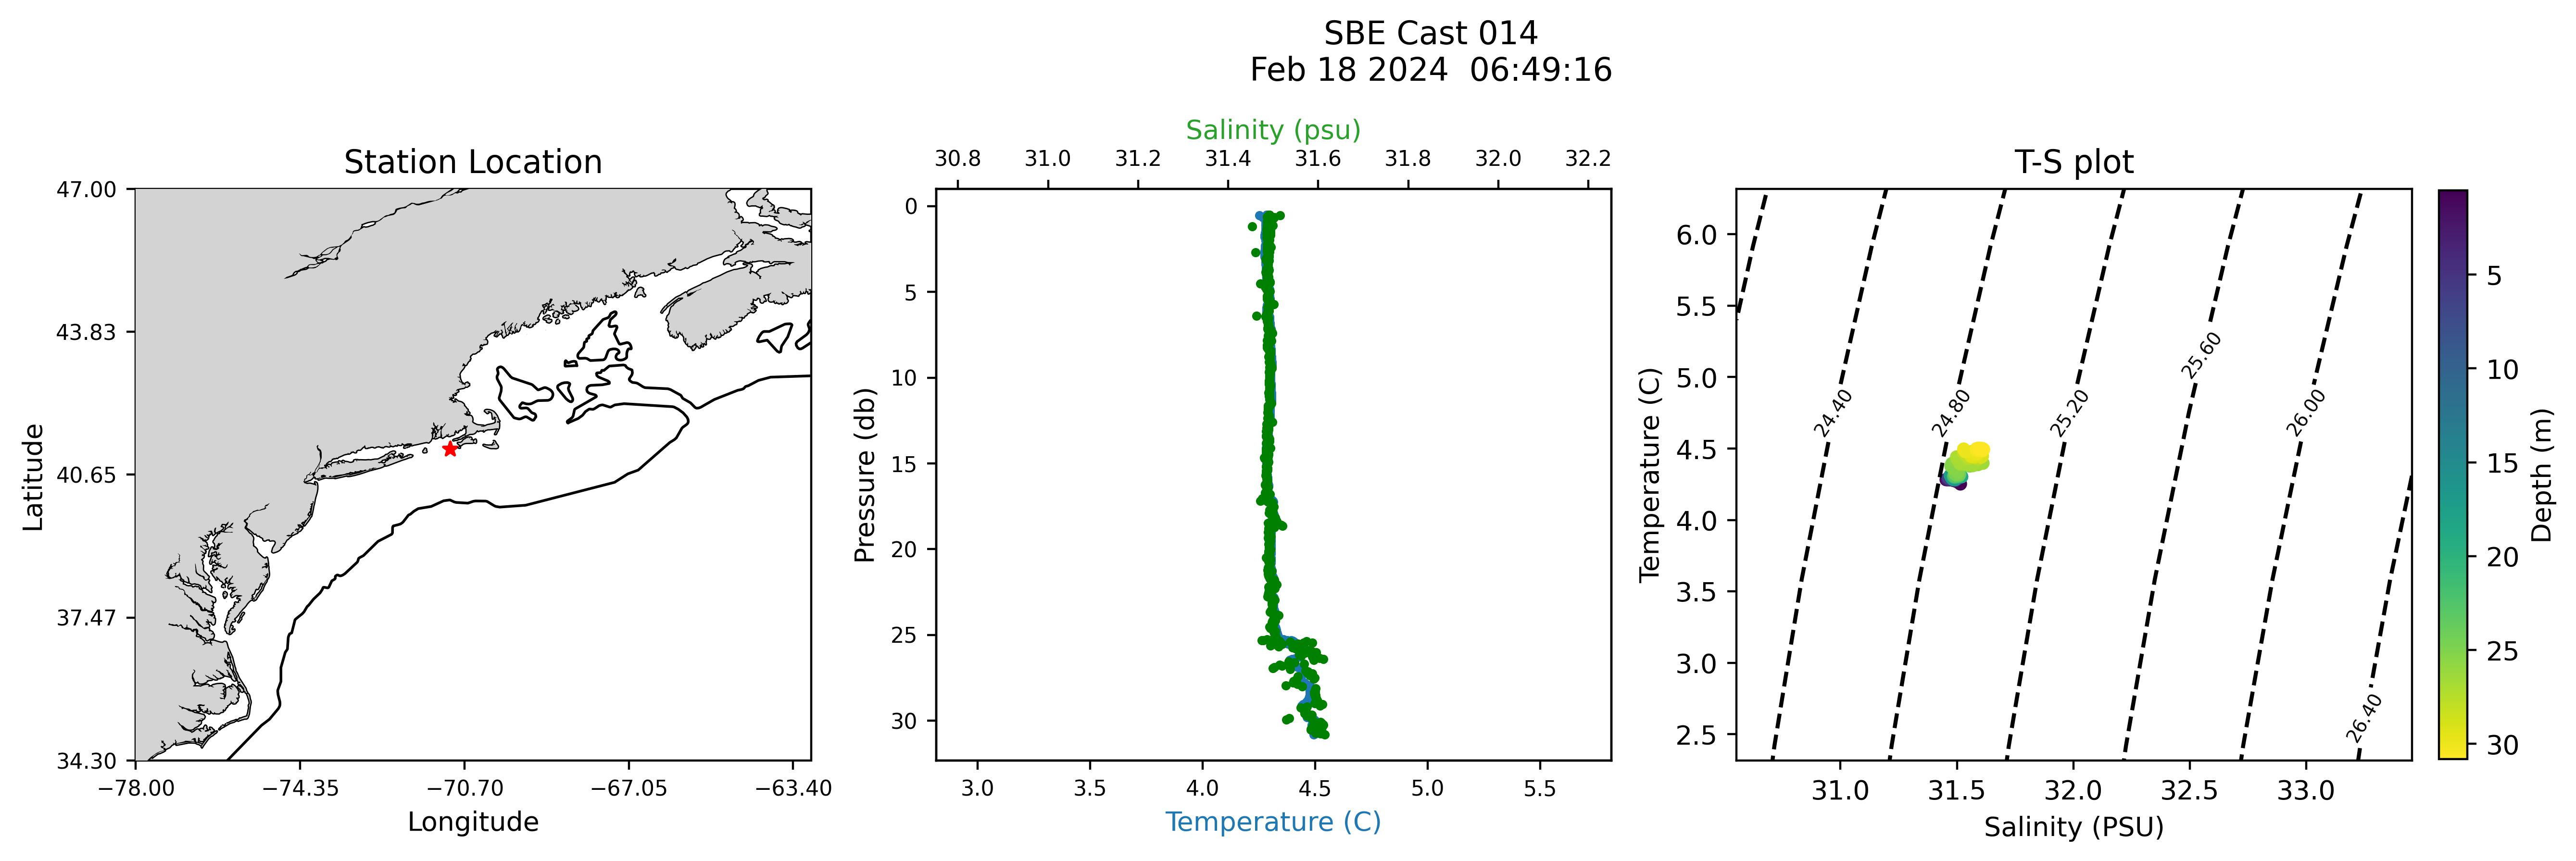 SBE Cast 014
Feb 18 2024  06:49:16
Station Location
47.00
43.83
40.65
37.47
34.30
Latitude
−78.00 −74.35 −70.70 −67.05 −63.40
Longitude
Salinity (psu)
30.8 31.0 31.2 31.4 31.6 31.8 32.0 32.2
0
5
10
15
20
25
30
Pressure (db)
3.0 3.5 4.0 4.5 5.0 5.5
Temperature (C)
T-S plot
6.0
5.5
5.0
4.5
4.0
3.5
3.0
2.5
Temperature (C)
24.40
24.80
25.20
25.60
26.00
26.40
31.0 31.5 32.0 32.5 33.0
Salinity (PSU)
5
10
15
20
25
30
Depth (m)